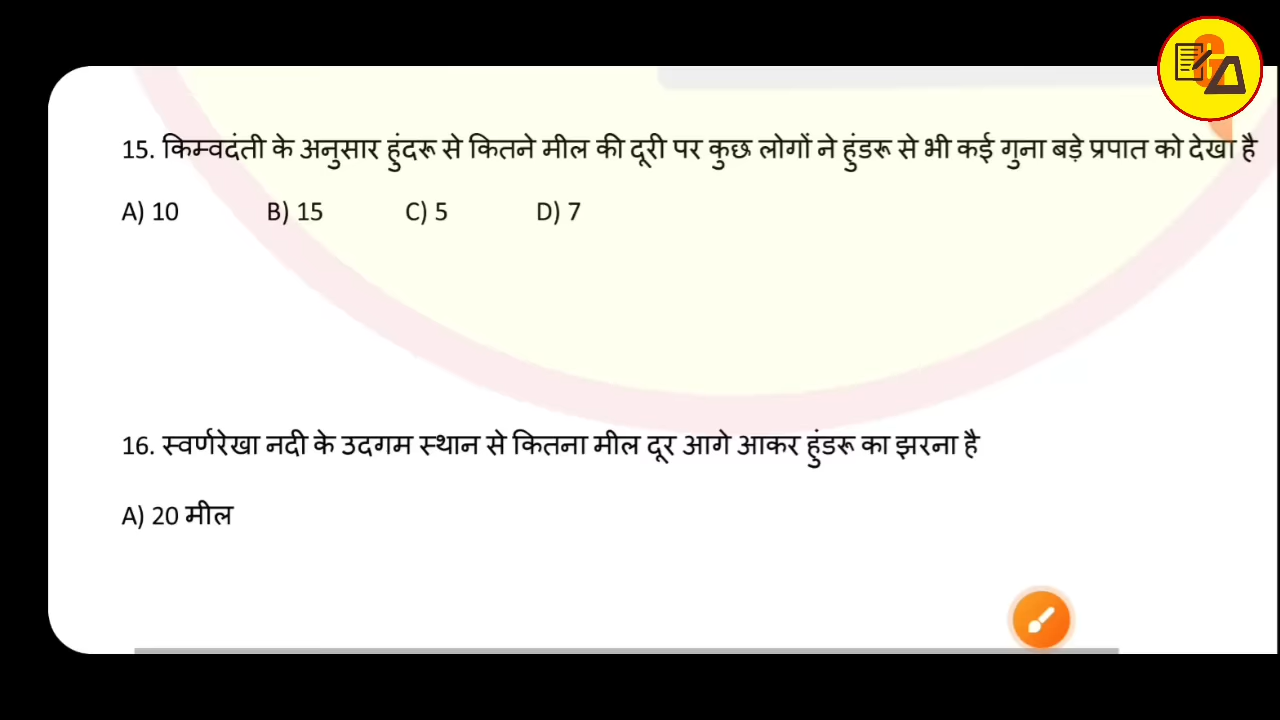 15. किम्वदंती के अनुसार हुंदरू से कितने मील की दूरी पर कुछ लोगों ने हुंडरू से भी कई गुना बड़े प्रपात को देखा है
A) 10 B) 15 C) 5 D) 7
16. स्वर्णरेखा नदी के उदगम स्थान से कितना मील दूर आगे आकर हुंडरू का झरना है
A) 20 मील